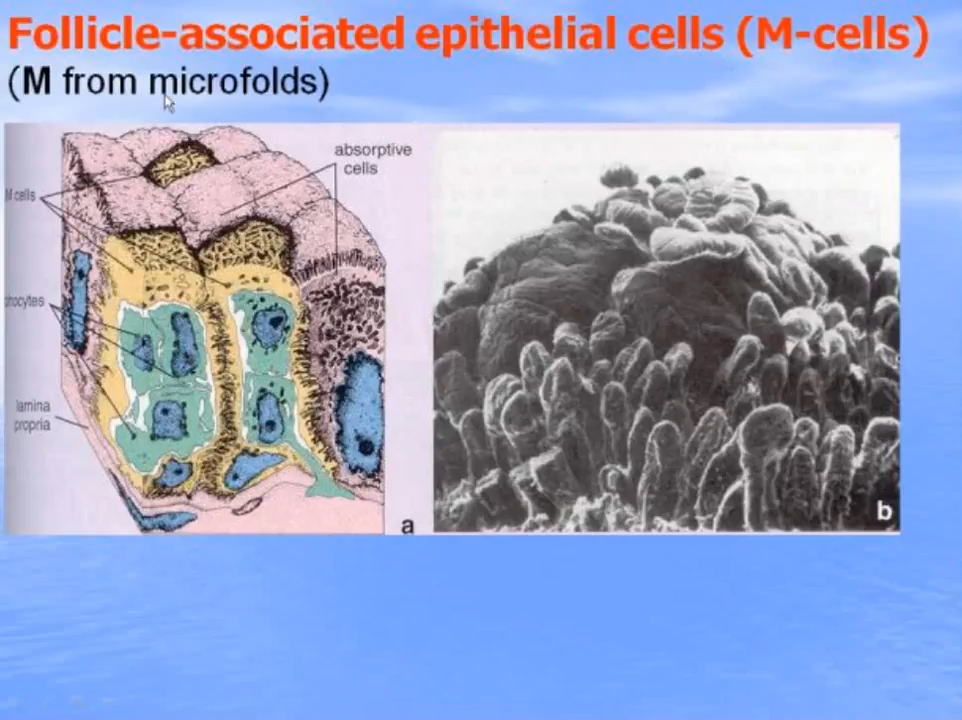 Follicle-associated epithelial cells (M-cells)
(M from microfolds)
absorptive
cells
cells
lamina
propria
a
b